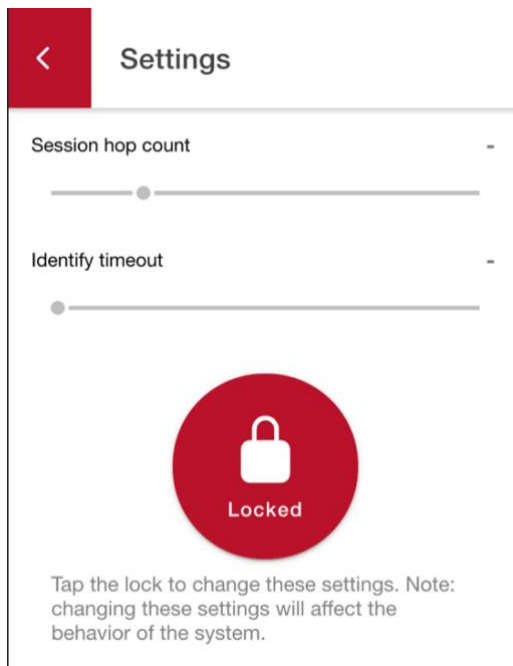 Settings
Session hop count -
Identify timeout -
Locked
Tap the lock to change these settings. Note:
changing these settings will affect the
behavior of the system.